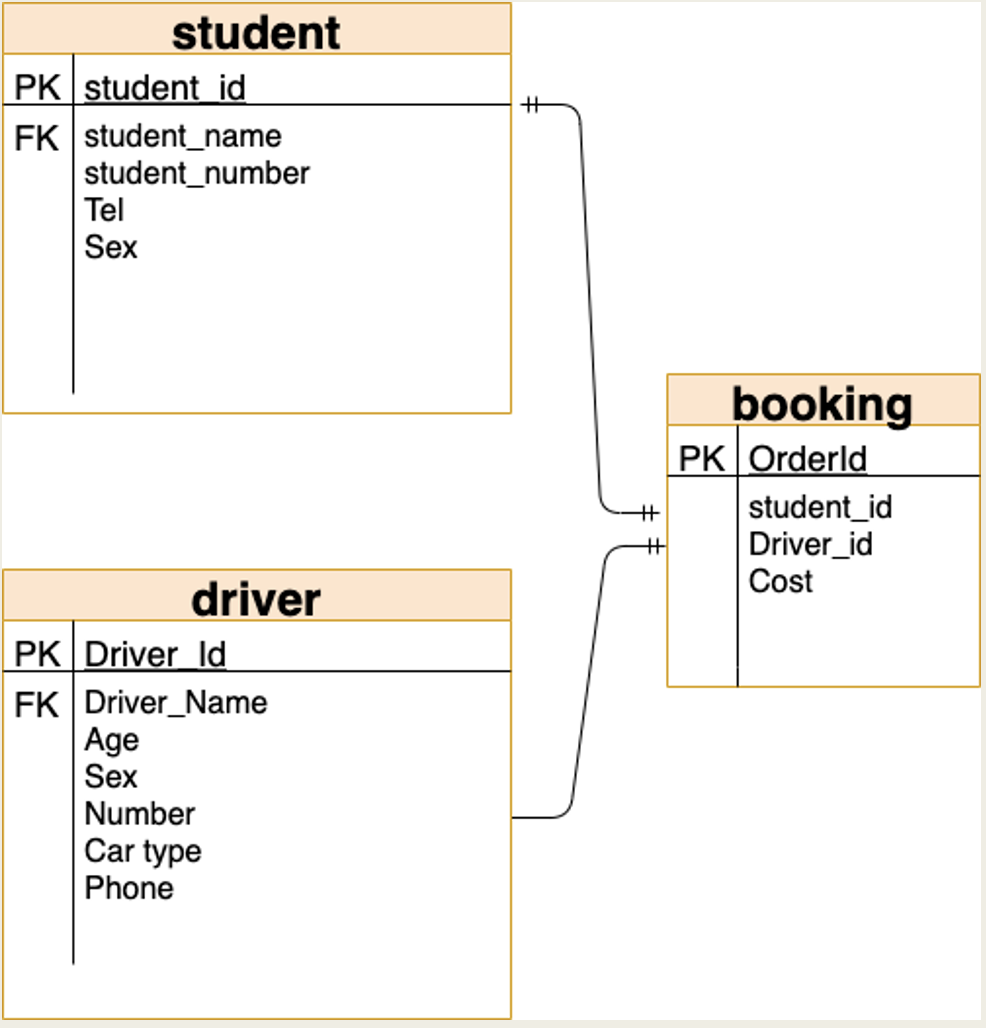 student
PK student_id
FK student_name
student_number
Tel
Sex
booking
PK OrderId
student_id
Driver_id
Cost
driver
PK Driver_Id
FK Driver_Name
Age
Sex
Number
Car type
Phone